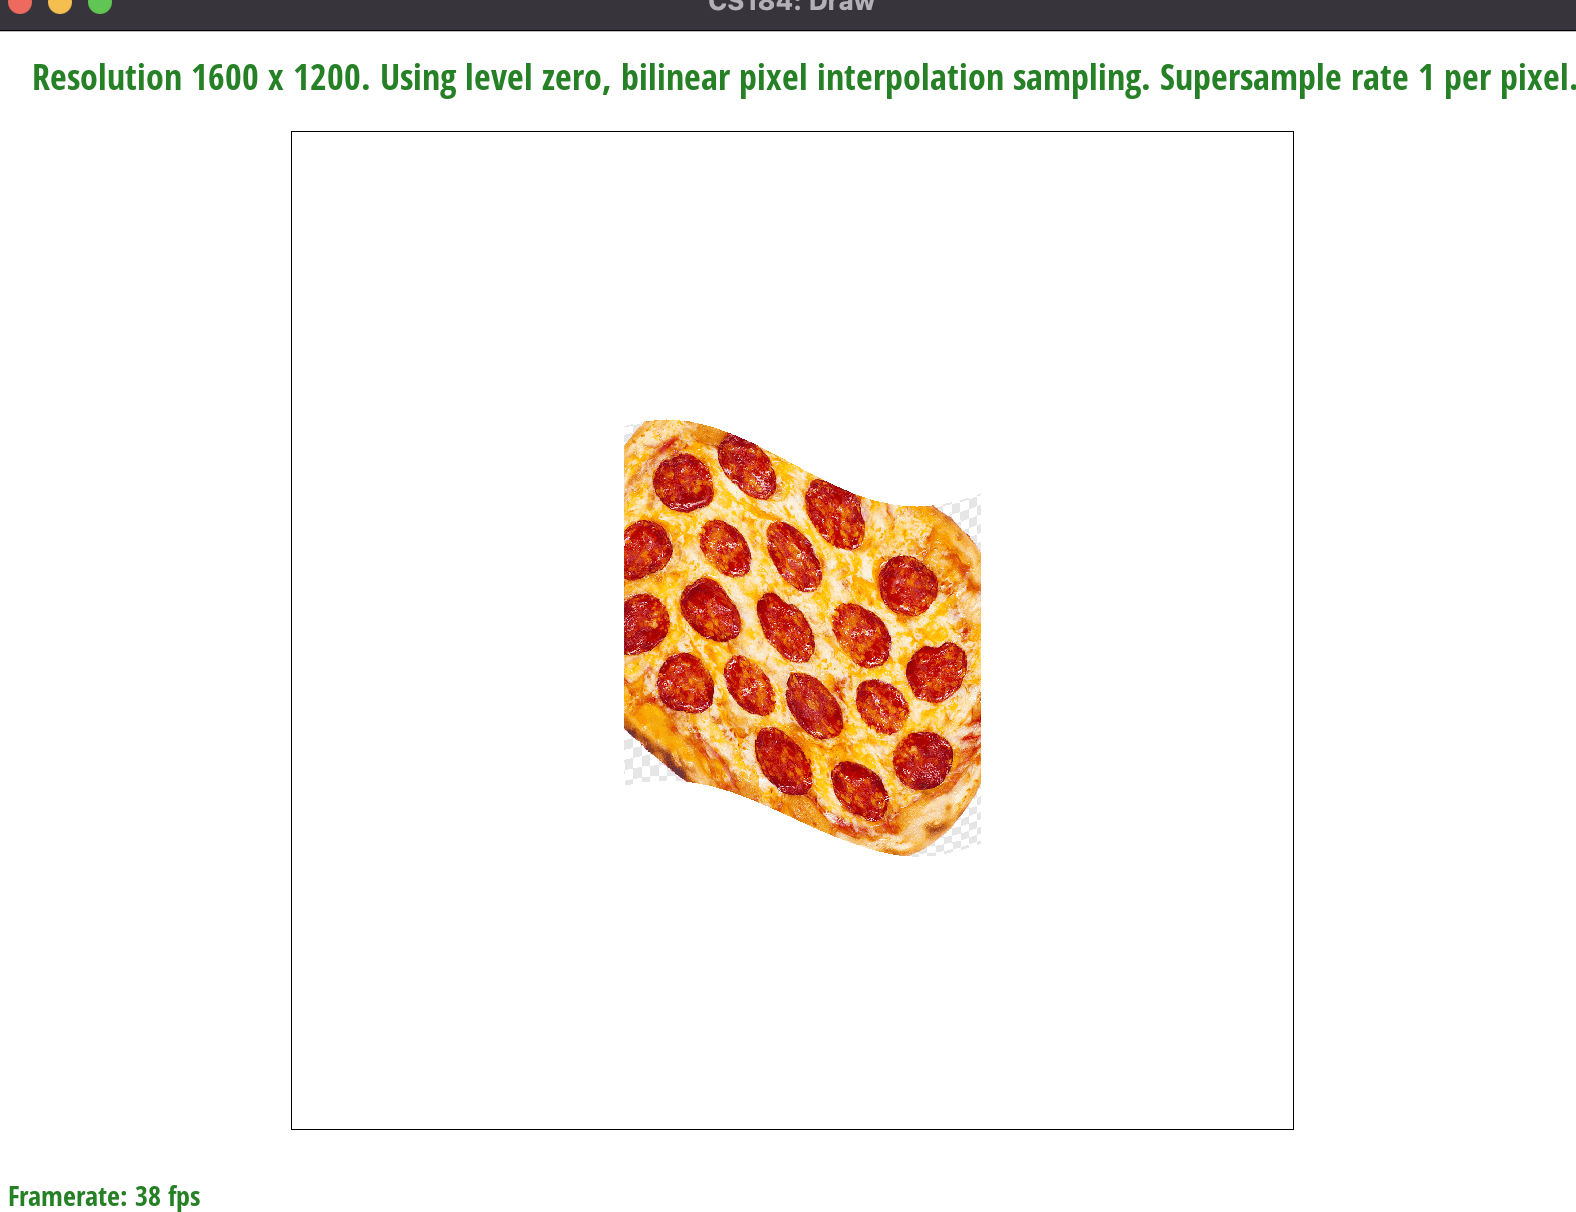 CS184: Draw
Resolution 1600 x 1200. Using level zero, bilinear pixel interpolation sampling. Supersample rate 1 per pixel.
Framerate: 38 fps